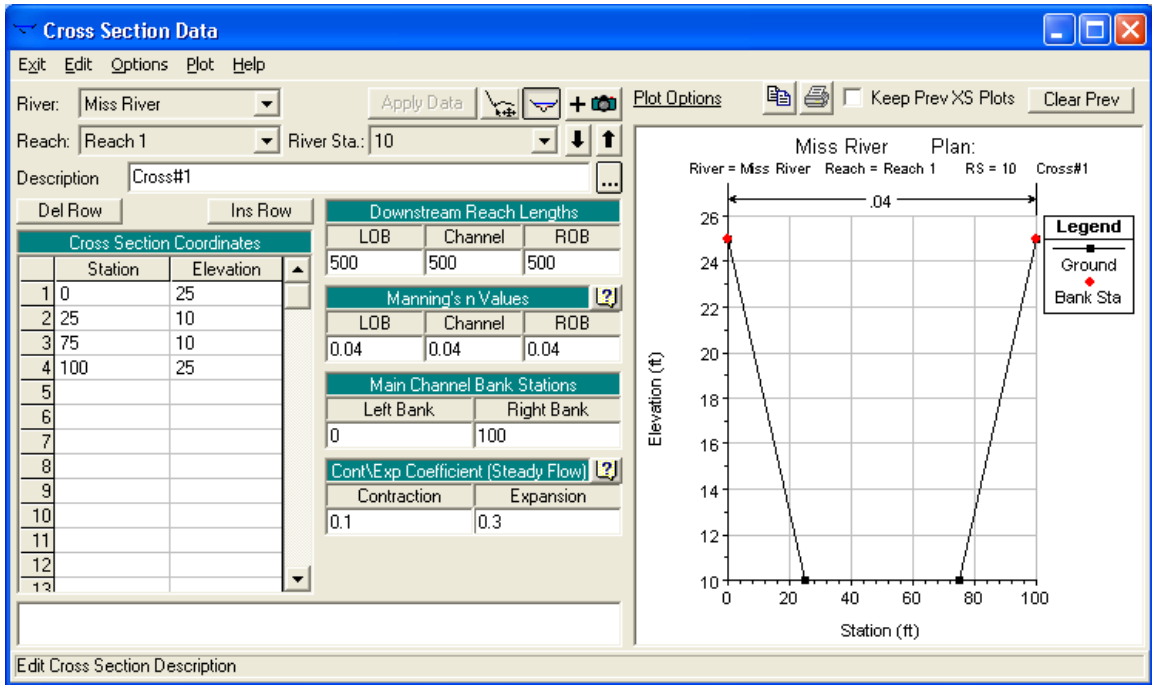 Cross Section Data
Exit Edit Options Plot Help
River: Miss River Apply Data
Reach: Reach 1 River Sta.: 10
Description Cross#1 ...
Del Row Ins Row
Cross Section Coordinates
Station Elevation
1 0 25
2 25 10
3 75 10
4 100 25
5
6
7
8
9
10
11
12
13
Downstream Reach Lengths
LOB Channel ROB
500 500 500
Manning's n Values
LOB Channel ROB
0.04 0.04 0.04
Main Channel Bank Stations
Left Bank Right Bank
0 100
Cont\Exp Coefficient (Steady Flow)
Contraction Expansion
0.1 0.3
Edit Cross Section Description
Plot Options Keep Prev XS Plots Clear Prev
Miss River Plan:
River = Miss River Reach = Reach 1 RS = 10 Cross#1
.04
26
24
22
20
18
16
14
12
10
Elevation (ft)
0 20 40 60 80 100
Station (ft)
Legend
Ground
Bank Sta